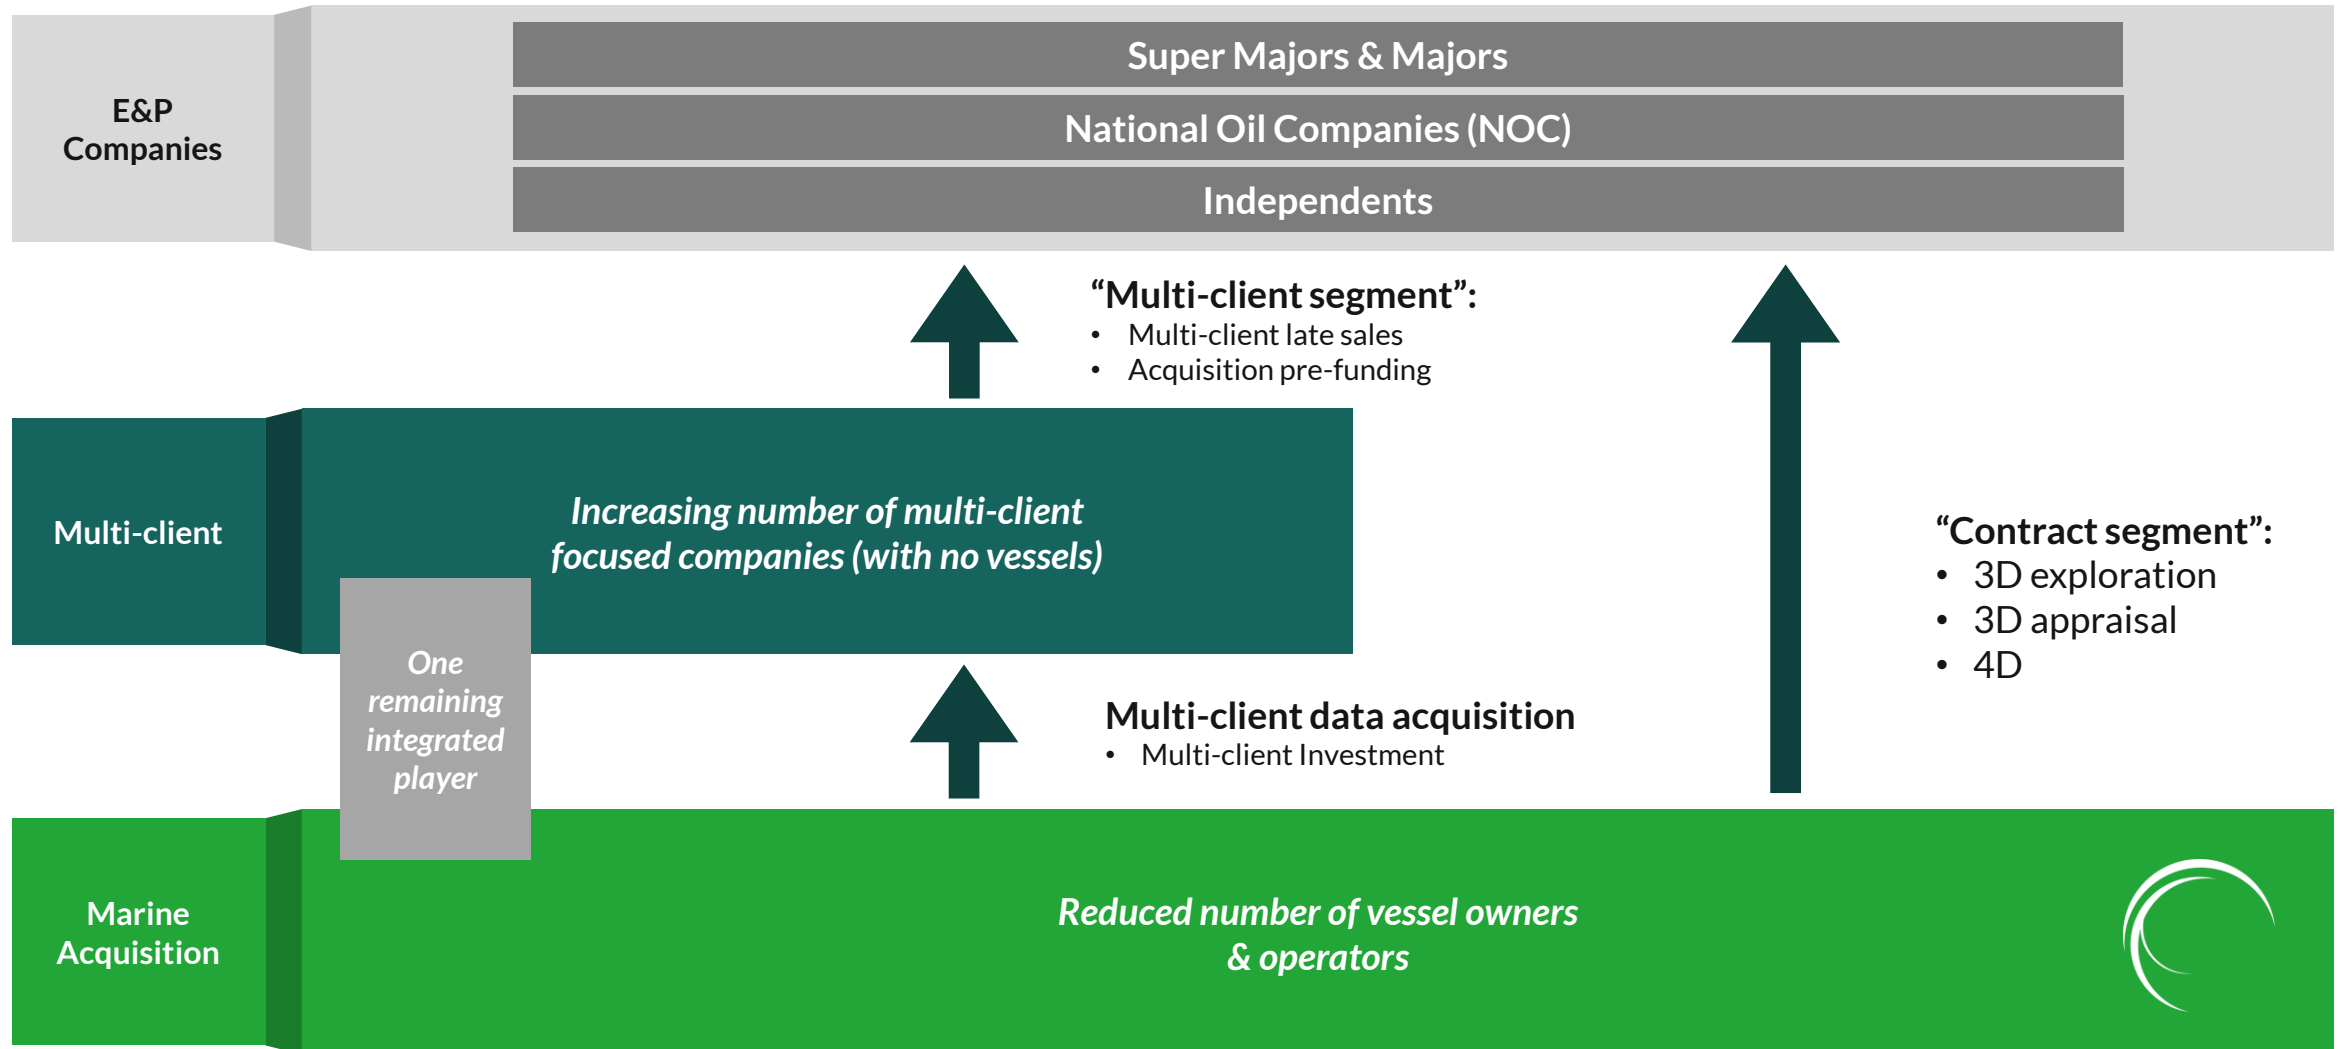 E&P
Companies
Super Majors & Majors
National Oil Companies (NOC)
Independents
“Multi-client segment”:
• Multi-client late sales
• Acquisition pre-funding
Multi-client
Increasing number of multi-client
focused companies (with no vessels)
“Contract segment”:
• 3D exploration
• 3D appraisal
• 4D
One
remaining
integrated
player
Multi-client data acquisition
• Multi-client Investment
Marine
Acquisition
Reduced number of vessel owners
& operators